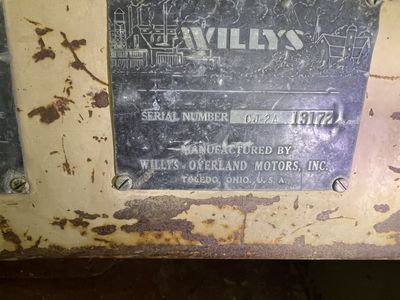 WILLYS
SERIAL NUMBER CJ-2A 13172
MANUFACTURED BY
WILLYS-OVERLAND MOTORS, INC.
TOLEDO, OHIO, U.S.A.